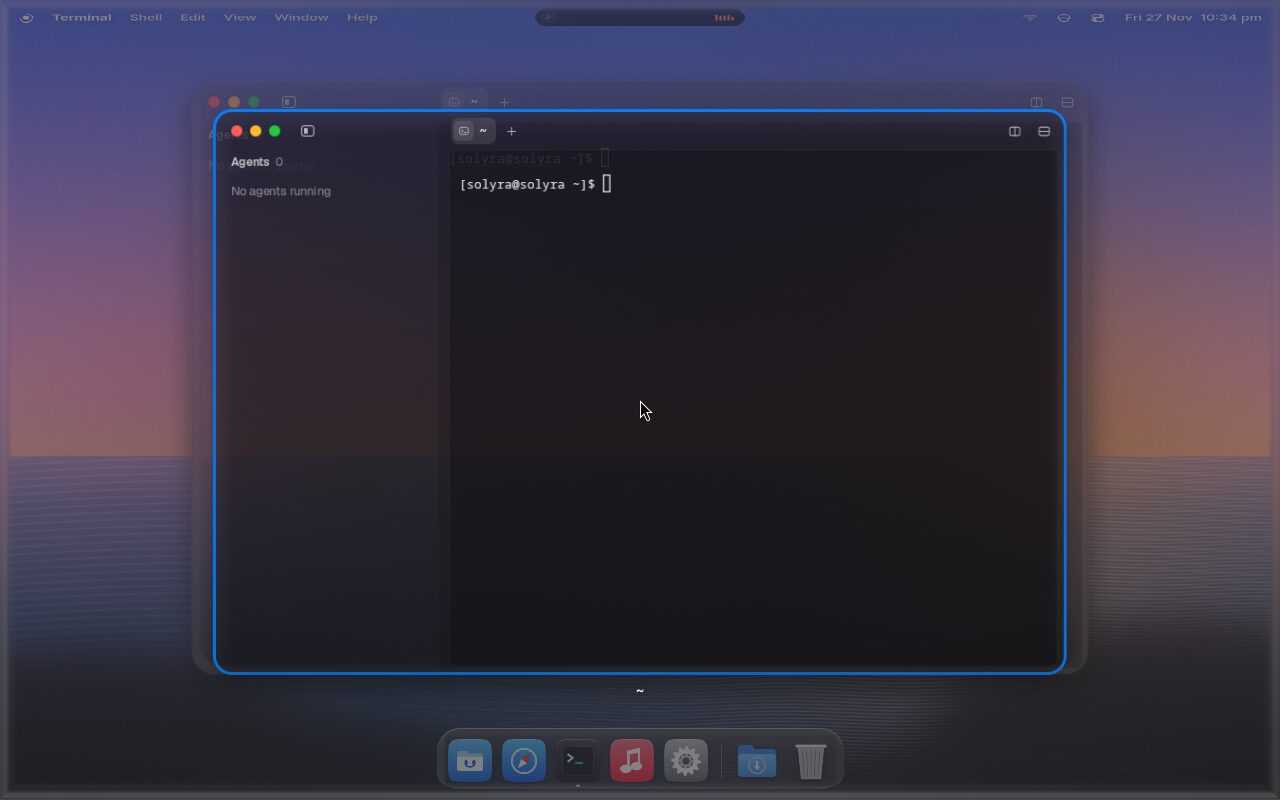 Terminal Shell Edit View Window Help
Fri 27 Nov 10:34 pm
~
~
Agents 0
No agents running
[solyra@solyra ~]$
[solyra@solyra ~]$
~